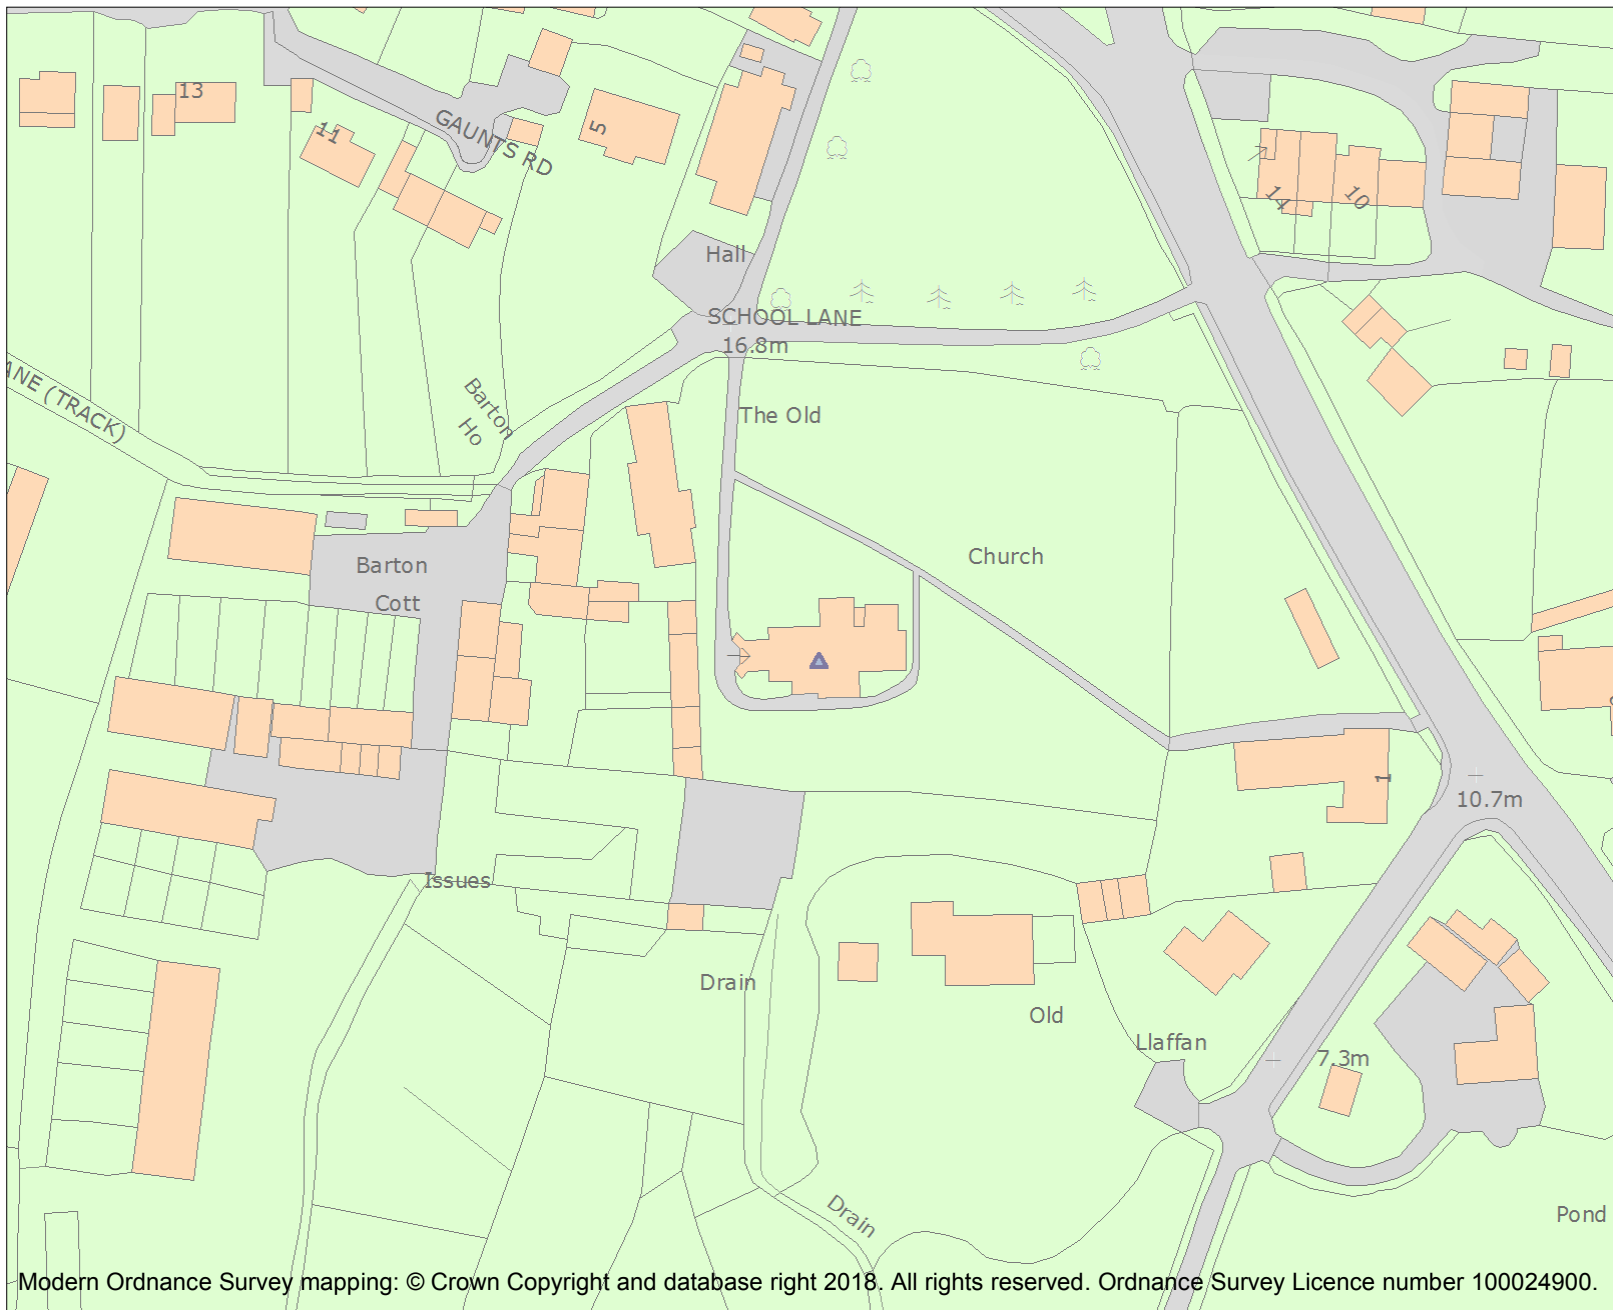 13
11
GAUNTS RD
5
14
10
Hall
SCHOOL LANE
16.8m
ANE (TRACK)
Barton
Ho
The Old
Barton
Cott
Church
1
10.7m
Issues
Drain
Old
Llaffan
7.3m
Drain
Pond
Modern Ordnance Survey mapping: © Crown Copyright and database right 2018. All rights reserved. Ordnance Survey Licence number 100024900.